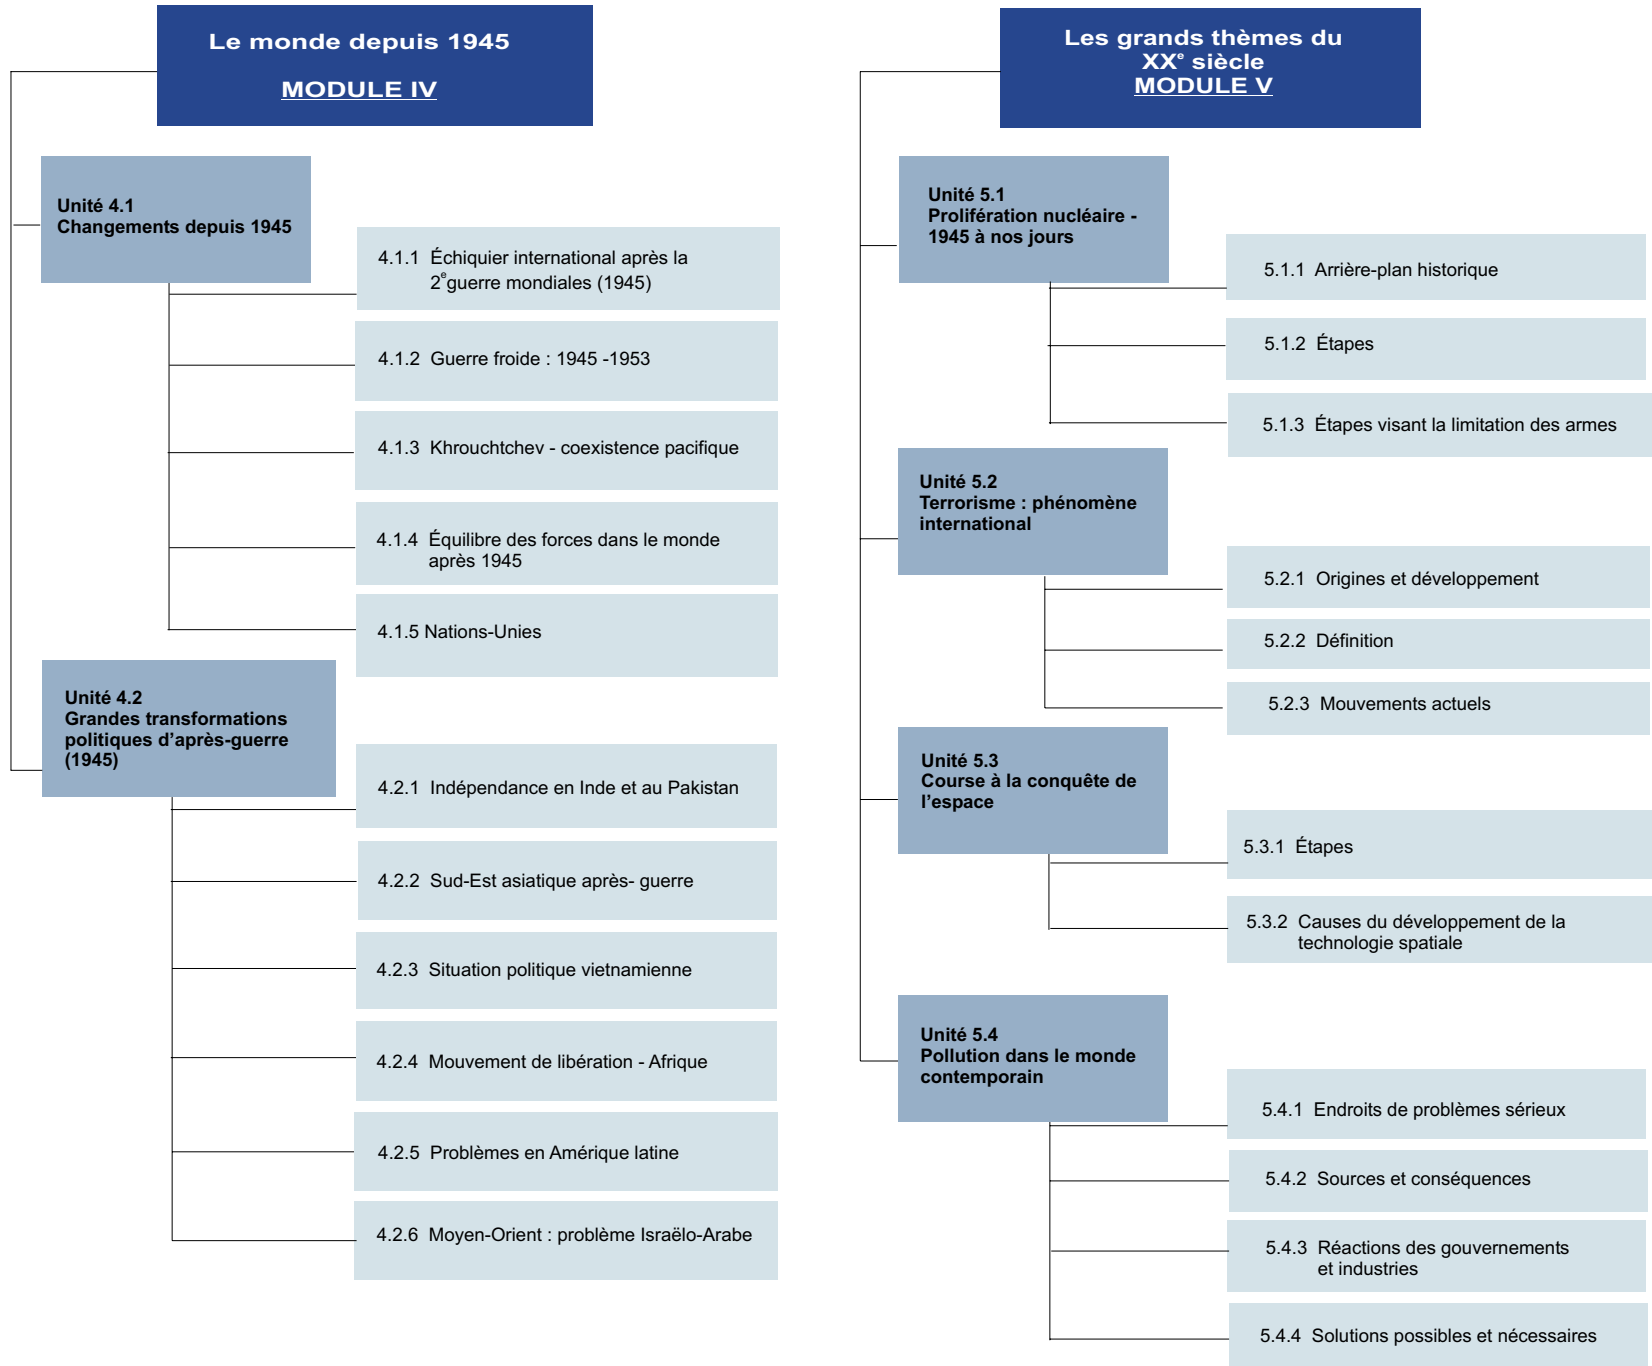 Le monde depuis 1945
MODULE IV
Unité 4.1
Changements depuis 1945
4.1.1 Échiquier international après la
2e guerre mondiales (1945)
4.1.2 Guerre froide : 1945 -1953
4.1.3 Khrouchtchev - coexistence pacifique
4.1.4 Équilibre des forces dans le monde
après 1945
4.1.5 Nations-Unies
Unité 4.2
Grandes transformations
politiques d’après-guerre
(1945)
4.2.1 Indépendance en Inde et au Pakistan
4.2.2 Sud-Est asiatique après- guerre
4.2.3 Situation politique vietnamienne
4.2.4 Mouvement de libération - Afrique
4.2.5 Problèmes en Amérique latine
4.2.6 Moyen-Orient : problème Israëlo-Arabe
Les grands thèmes du
XXe siècle
MODULE V
Unité 5.1
Prolifération nucléaire -
1945 à nos jours
5.1.1 Arrière-plan historique
5.1.2 Étapes
5.1.3 Étapes visant la limitation des armes
Unité 5.2
Terrorisme : phénomène
international
5.2.1 Origines et développement
5.2.2 Définition
5.2.3 Mouvements actuels
Unité 5.3
Course à la conquête de
l’espace
5.3.1 Étapes
5.3.2 Causes du développement de la
technologie spatiale
Unité 5.4
Pollution dans le monde
contemporain
5.4.1 Endroits de problèmes sérieux
5.4.2 Sources et conséquences
5.4.3 Réactions des gouvernements
et industries
5.4.4 Solutions possibles et nécessaires